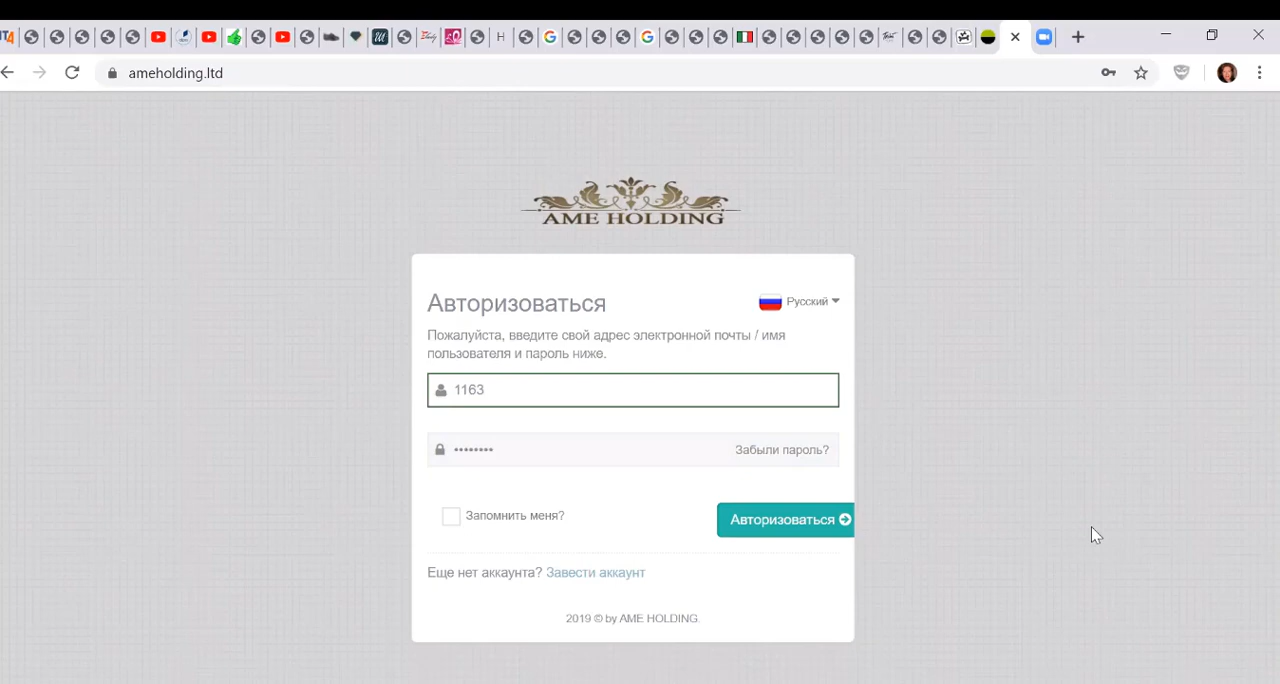 ameholding.ltd
AME HOLDING
Авторизоваться
Русский
Пожалуйста, введите свой адрес электронной почты / имя
пользователя и пароль ниже.
1163
••••••••
Забыли пароль?
Запомнить меня?
Авторизоваться
Еще нет аккаунта? Завести аккаунт
2019 © by AME HOLDING.